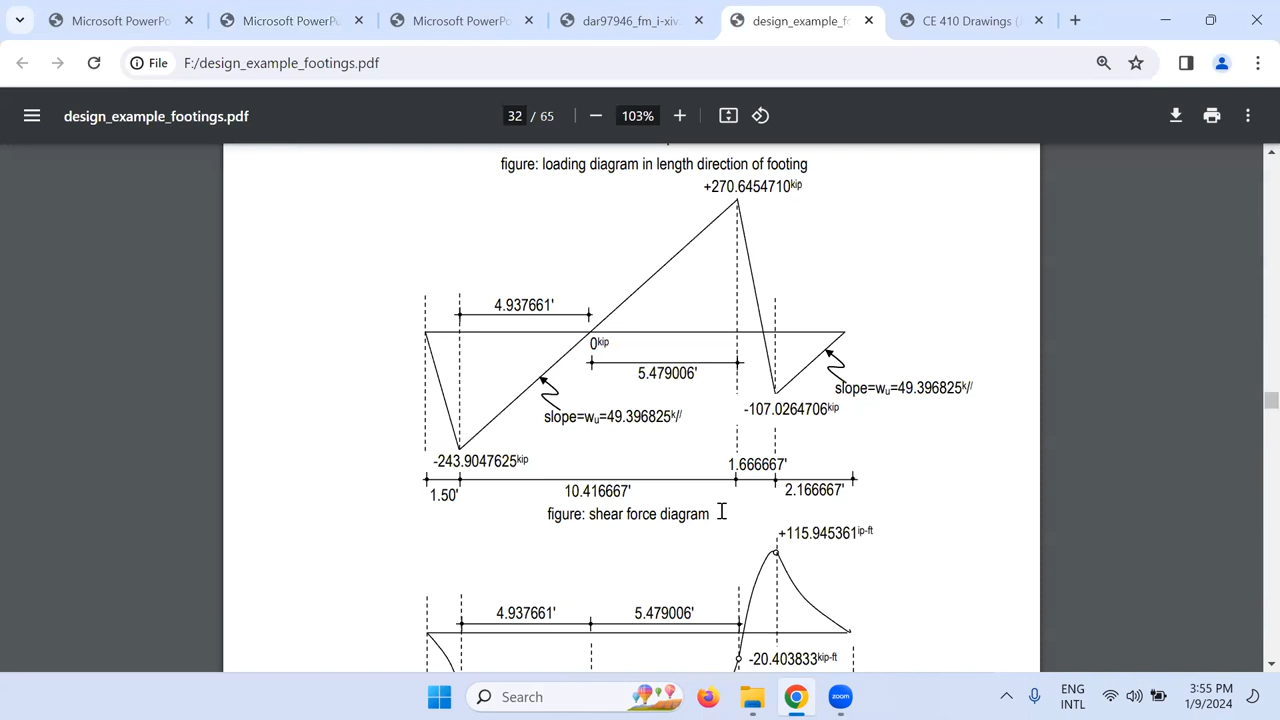 Microsoft PowerPo
Microsoft PowerPo
Microsoft PowerPo
dar97946_fm_i-xiv.
design_example_fo
CE 410 Drawings (
File
F:/design_example_footings.pdf
design_example_footings.pdf
32 / 65
103%
figure: loading diagram in length direction of footing
+270.6454710kip
4.937661'
0kip
5.479006'
slope=wu=49.396825k//
slope=wu=49.396825k//
-107.0264706kip
-243.9047625kip
1.666667'
1.50'
10.416667'
2.166667'
figure: shear force diagram
+115.945361ip-ft
4.937661'
5.479006'
-20.403833kip-ft
Search
zoom
ENG
INTL
3:55 PM
1/9/2024